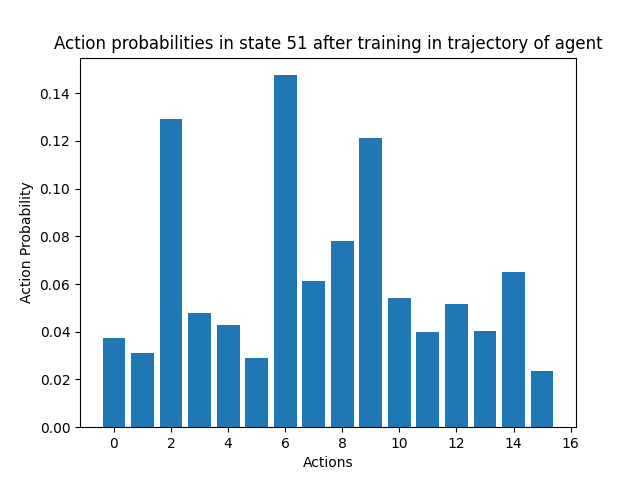 Action probabilities in state 51 after training in trajectory of agent
0.14
0.12
0.10
0.08
0.06
0.04
0.02
0.00
Action Probability
0 2 4 6 8 10 12 14 16
Actions